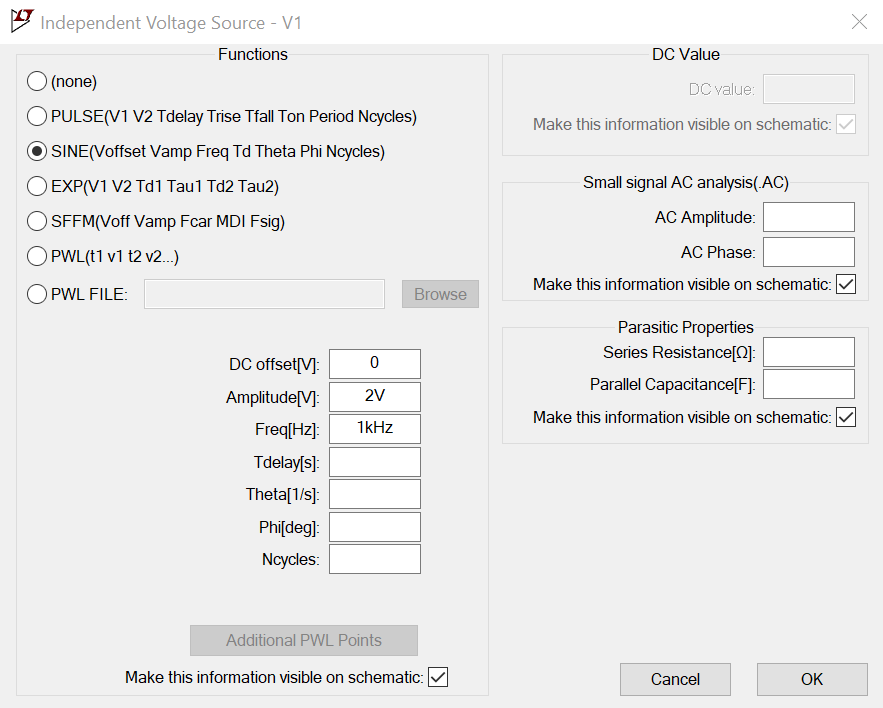 Independent Voltage Source - V1
Functions
(none)
PULSE(V1 V2 Tdelay Trise Tfall Ton Period Ncycles)
SINE(Voffset Vamp Freq Td Theta Phi Ncycles)
EXP(V1 V2 Td1 Tau1 Td2 Tau2)
SFFM(Voff Vamp Fcar MDI Fsig)
PWL(t1 v1 t2 v2...)
PWL FILE:
Browse
DC offset[V]: 0
Amplitude[V]: 2V
Freq[Hz]: 1kHz
Tdelay[s]:
Theta[1/s]:
Phi[deg]:
Ncycles:
Additional PWL Points
Make this information visible on schematic:
DC Value
DC value:
Make this information visible on schematic:
Small signal AC analysis(.AC)
AC Amplitude:
AC Phase:
Make this information visible on schematic:
Parasitic Properties
Series Resistance[Ω]:
Parallel Capacitance[F]:
Make this information visible on schematic:
Cancel
OK